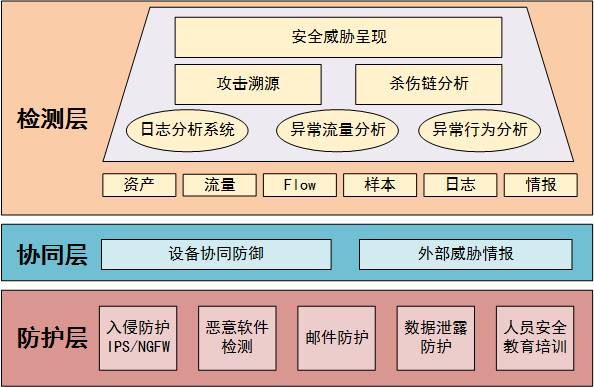 检测层
安全威胁呈现
攻击溯源
杀伤链分析
日志分析系统
异常流量分析
异常行为分析
资产
流量
Flow
样本
日志
情报
协同层
设备协同防御
外部威胁情报
防护层
入侵防护
IPS/NGFW
恶意软件
检测
邮件防护
数据泄露
防护
人员安全
教育培训